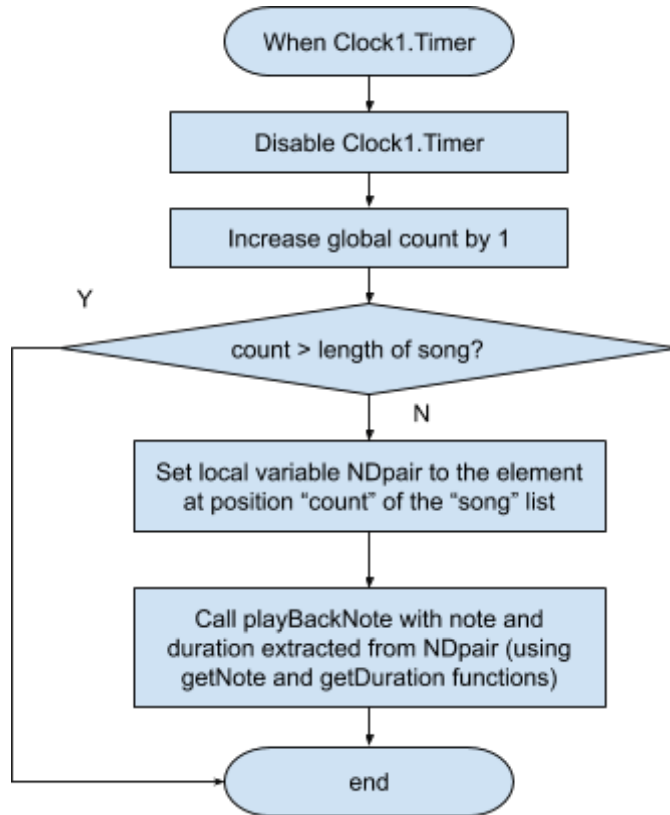 When Clock1.Timer
Disable Clock1.Timer
Increase global count by 1
Y
count > length of song?
N
Set local variable NDpair to the element
at position “count” of the “song” list
Call playBackNote with note and
duration extracted from NDpair (using
getNote and getDuration functions)
end